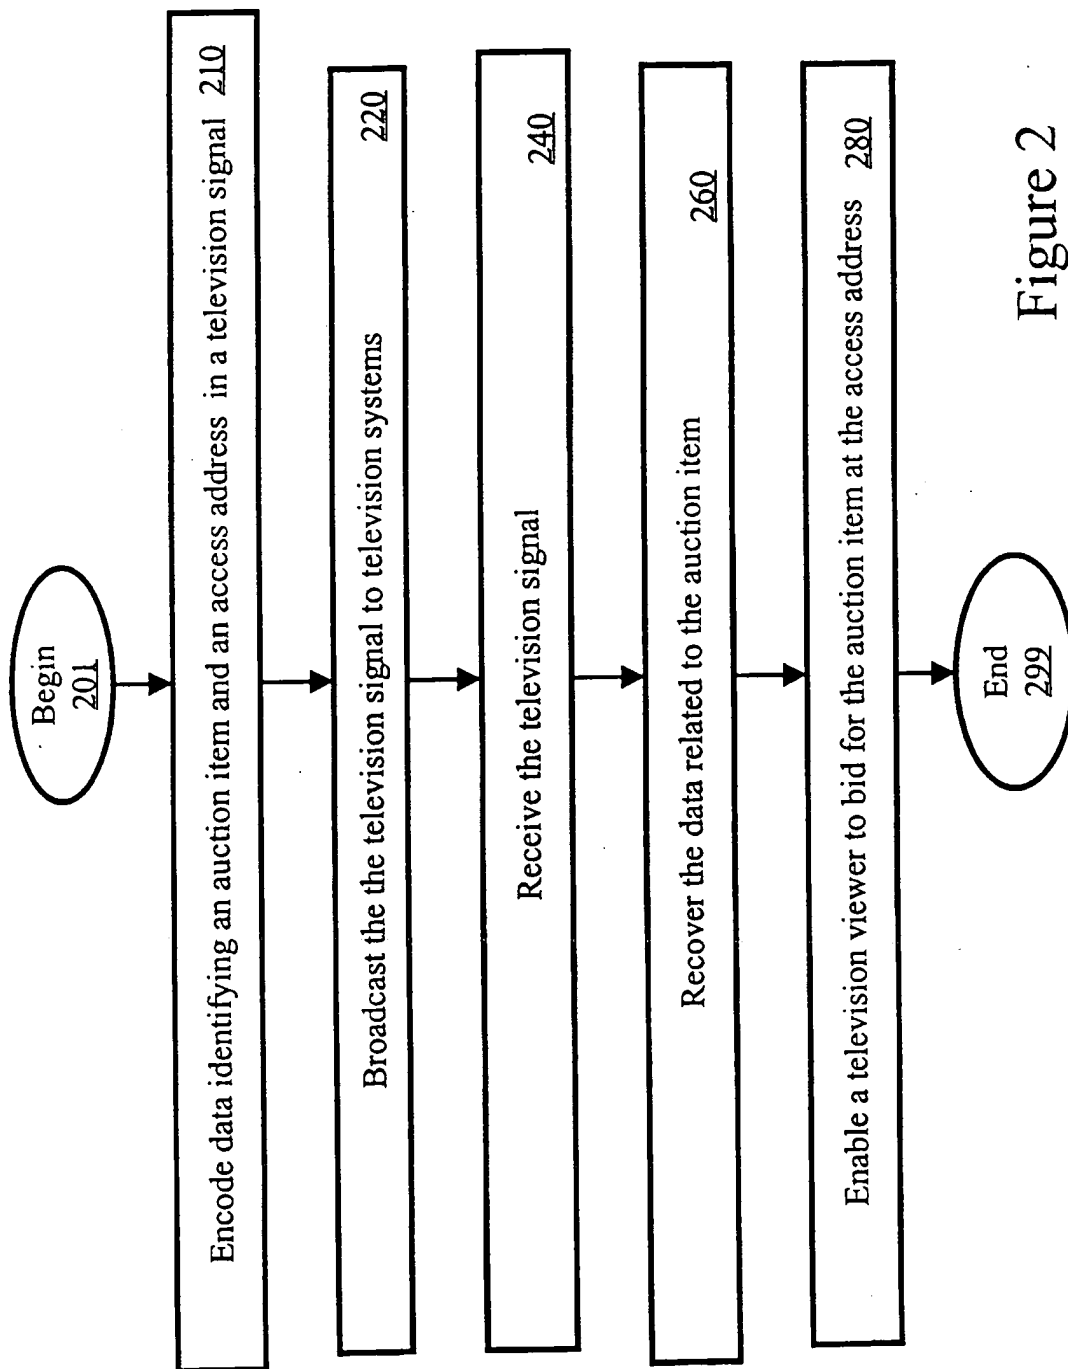 Begin
201
Encode data identifying an auction item and an access address in a television signal 210
Broadcast the the television signal to television systems 220
Receive the television signal 240
Recover the data related to the auction item 260
Enable a television viewer to bid for the auction item at the access address 280
End
299
Figure 2